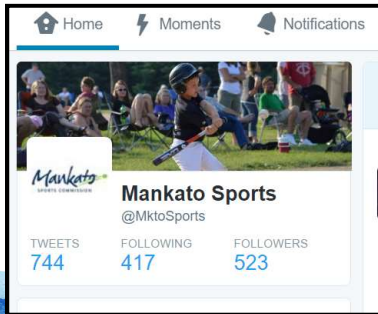 Home Moments Notifications
Mankato
SPORTS COMMISSION
Mankato Sports
@MktoSports
TWEETS FOLLOWING FOLLOWERS
744 417 523